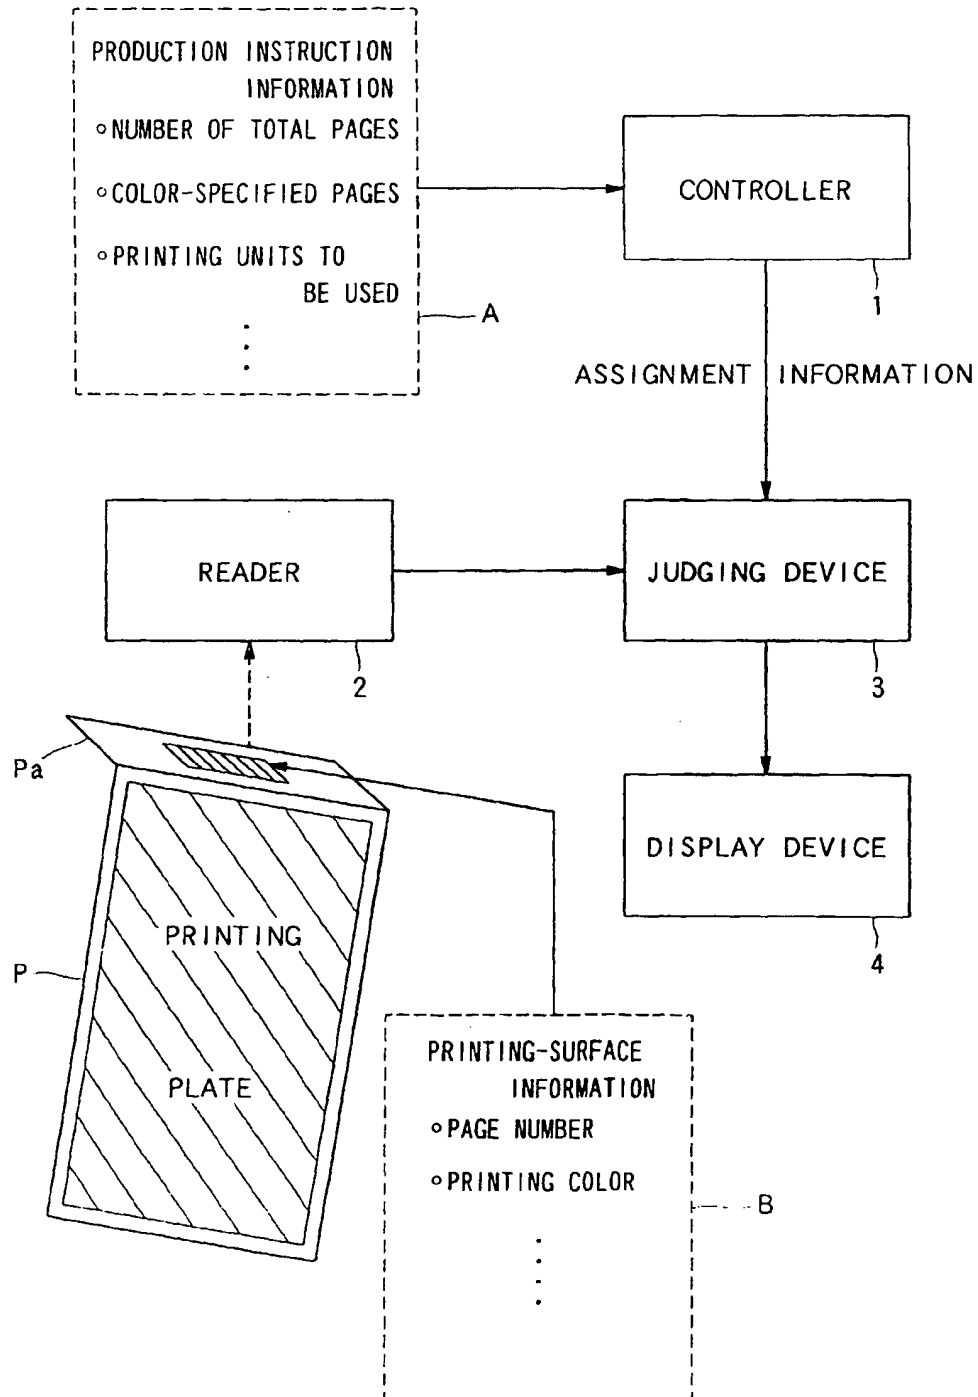 PRODUCTION INSTRUCTION
INFORMATION
○NUMBER OF TOTAL PAGES
○COLOR-SPECIFIED PAGES
○PRINTING UNITS TO
BE USED
A
CONTROLLER
1
ASSIGNMENT INFORMATION
READER
2
JUDGING DEVICE
3
Pa
DISPLAY DEVICE
4
P
PRINTING
PLATE
PRINTING-SURFACE
INFORMATION
○PAGE NUMBER
○PRINTING COLOR
B